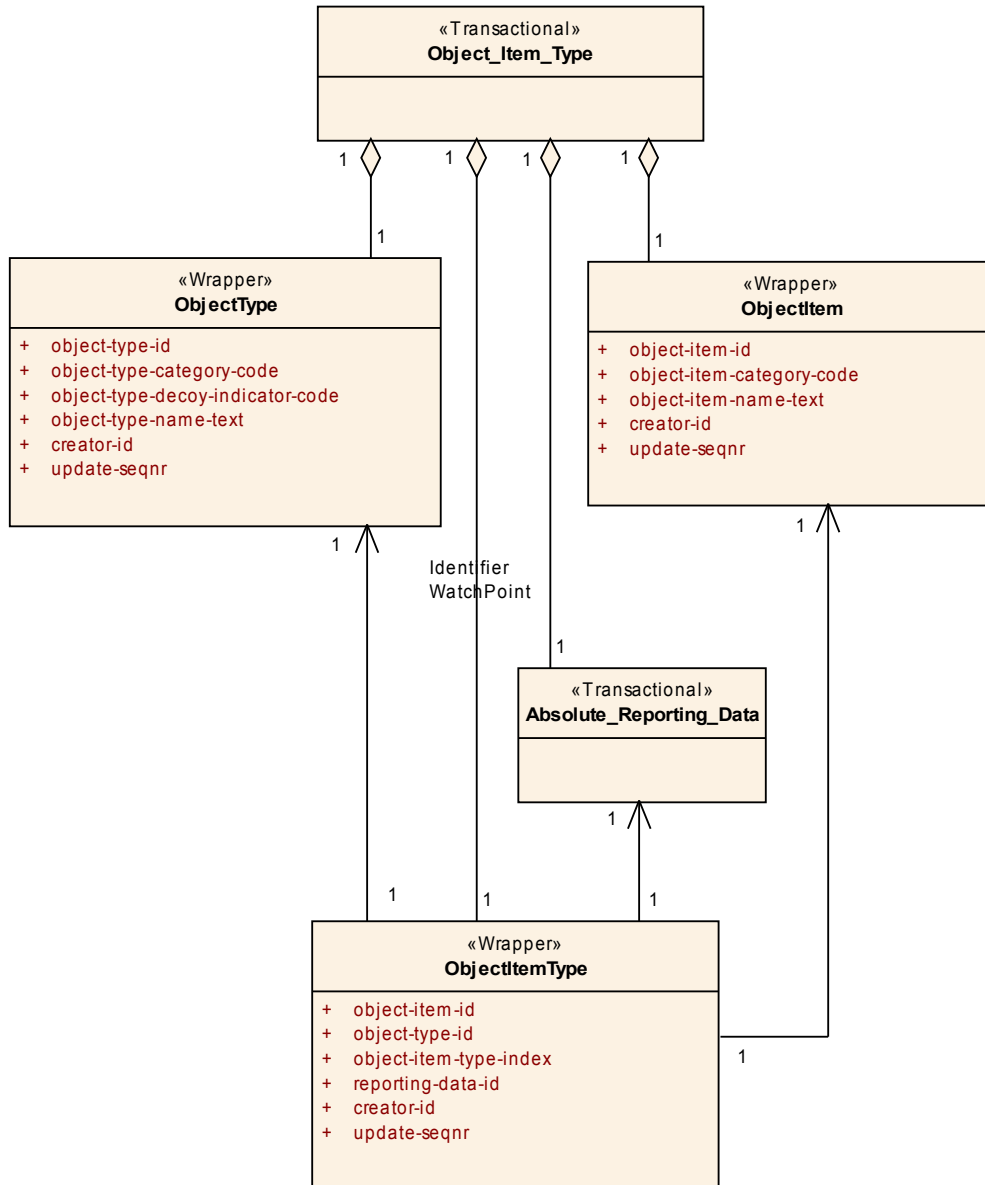 «Transactional»
Object_Item_Type
1
1
1
1
1
1
«Wrapper»
ObjectType
+ object-type-id
+ object-type-category-code
+ object-type-decoy-indicator-code
+ object-type-name-text
+ creator-id
+ update-seqnr
«Wrapper»
ObjectItem
+ object-item-id
+ object-item-category-code
+ object-item-name-text
+ creator-id
+ update-seqnr
1
1
Identifier
WatchPoint
1
«Transactional»
Absolute_Reporting_Data
1
1
1
1
«Wrapper»
ObjectItemType
+ object-item-id
+ object-type-id
+ object-item-type-index
+ reporting-data-id
+ creator-id
+ update-seqnr
1